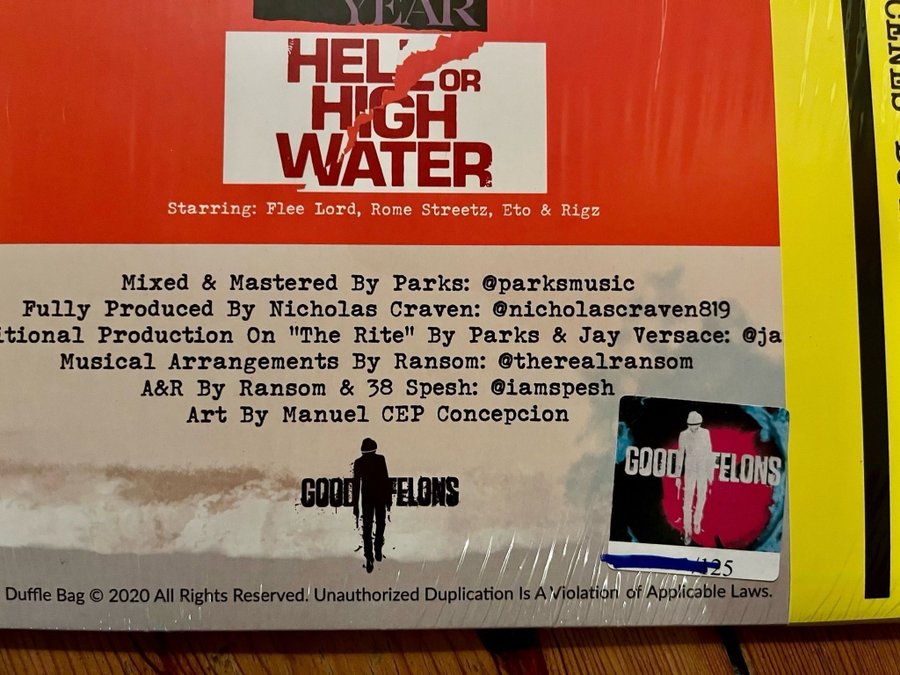 YEAR
HELL OR
HIGH
WATER
Starring: Flee Lord, Rome Streetz, Eto & Rigz
Mixed & Mastered By Parks: @parksmusic
Fully Produced By Nicholas Craven: @nicholascraven819
itional Production On "The Rite" By Parks & Jay Versace: @ja
Musical Arrangements By Ransom: @therealransom
A&R By Ransom & 38 Spesh: @iamspesh
Art By Manuel CEP Concepcion
GOOD FELONS
GOOD FELONS
/125
Duffle Bag © 2020 All Rights Reserved. Unauthorized Duplication Is A Violation of Applicable Laws.